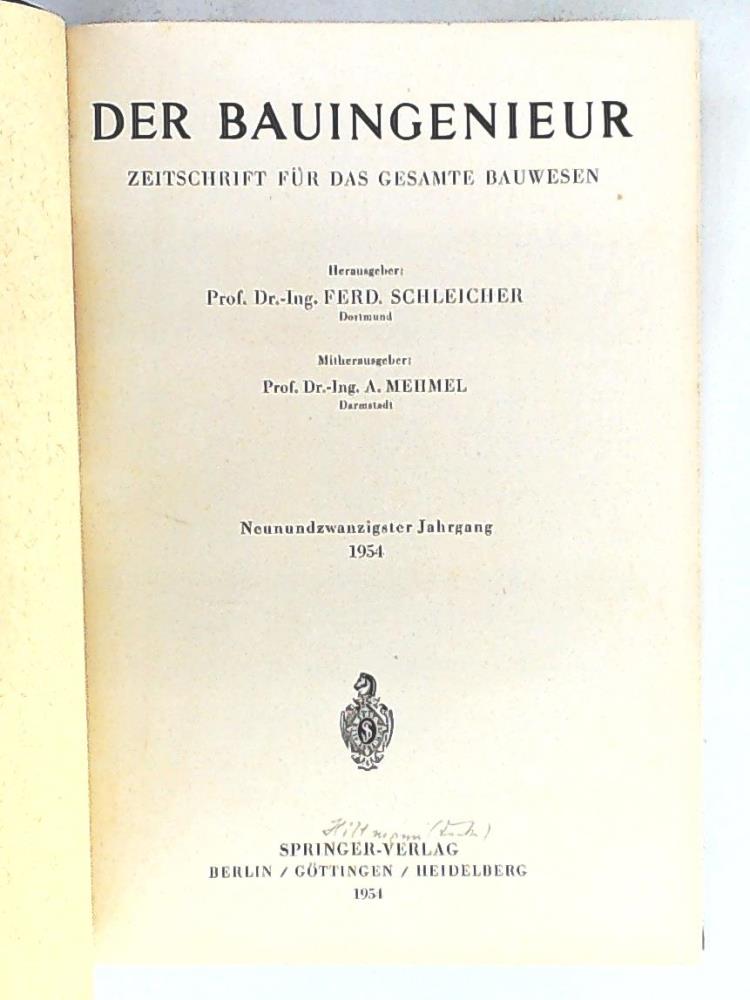 DER BAUINGENIEUR
ZEITSCHRIFT FÜR DAS GESAMTE BAUWESEN
Herausgeber:
Prof. Dr.-Ing. FERD. SCHLEICHER
Dortmund
Mitherausgeber:
Prof. Dr.-Ing. A. MEHMEL
Darmstadt
Neunundzwanzigster Jahrgang
1954
SPRINGER-VERLAG
BERLIN / GÖTTINGEN / HEIDELBERG
1954